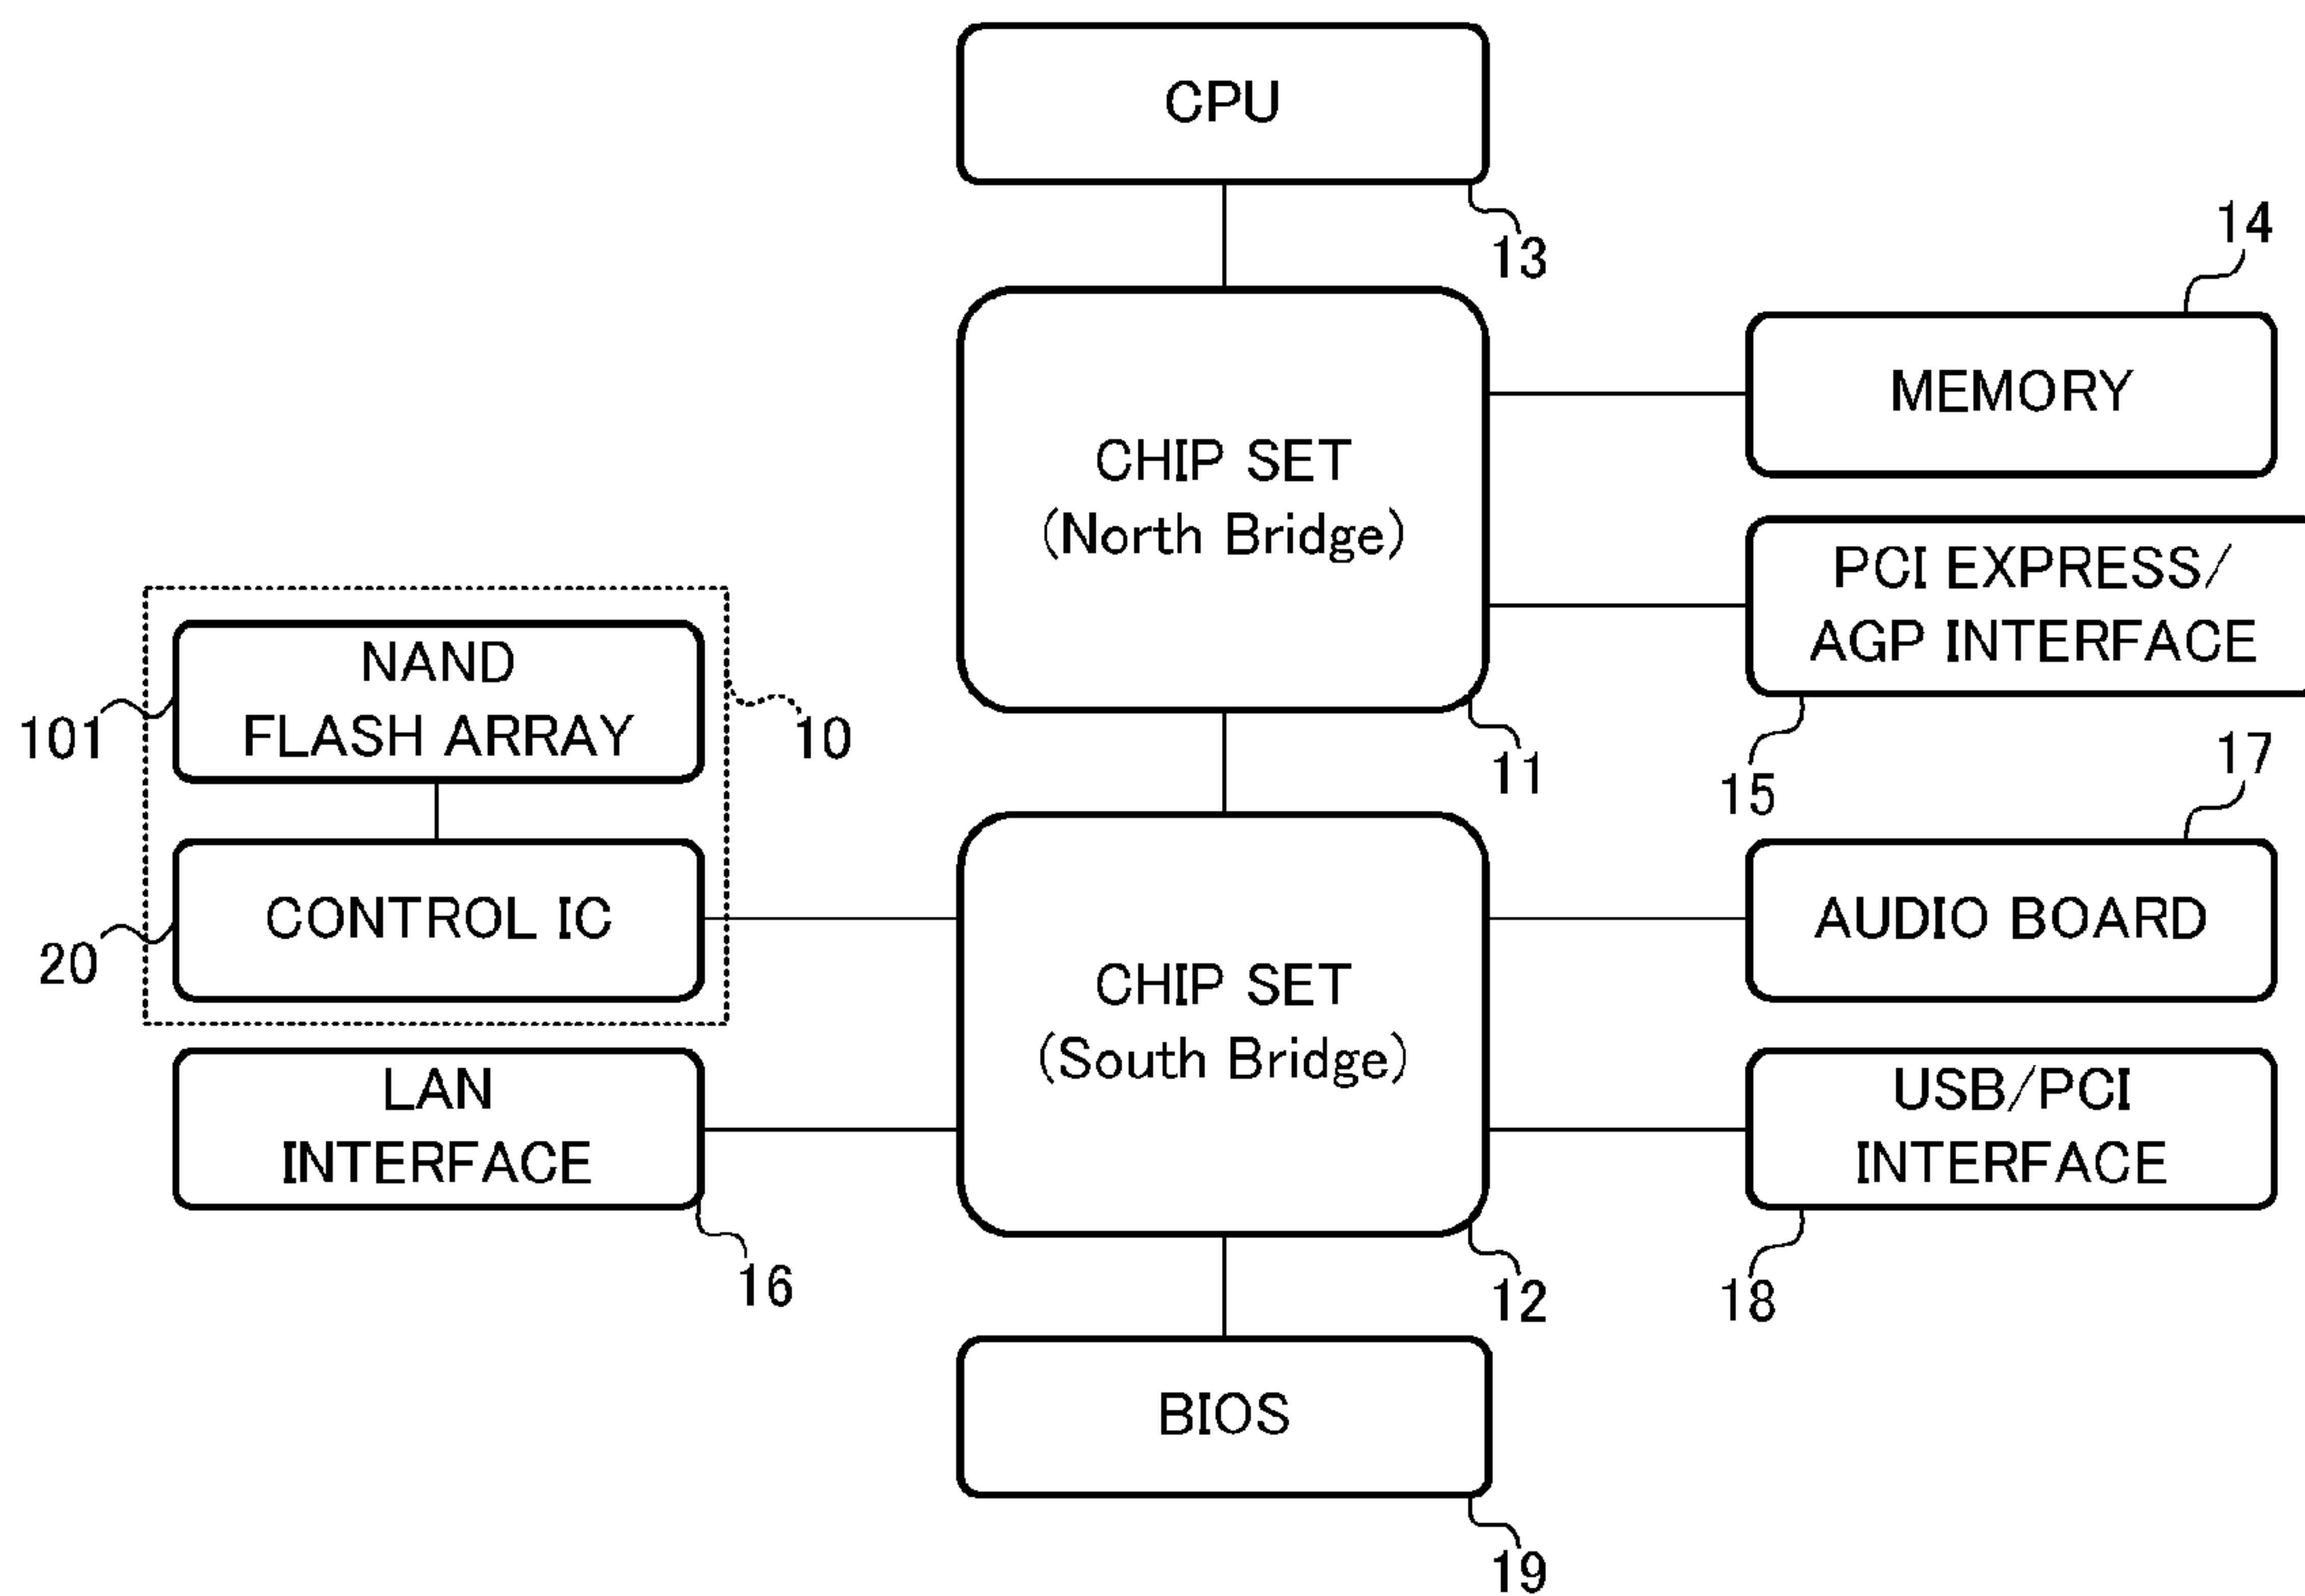 CPU
13
14
MEMORY
CHIP SET
(North Bridge)
PCI EXPRESS/
AGP INTERFACE
15
11
NAND
FLASH ARRAY
101
10
17
CONTROL IC
20
CHIP SET
(South Bridge)
AUDIO BOARD
LAN
INTERFACE
16
USB/PCI
INTERFACE
18
12
BIOS
19